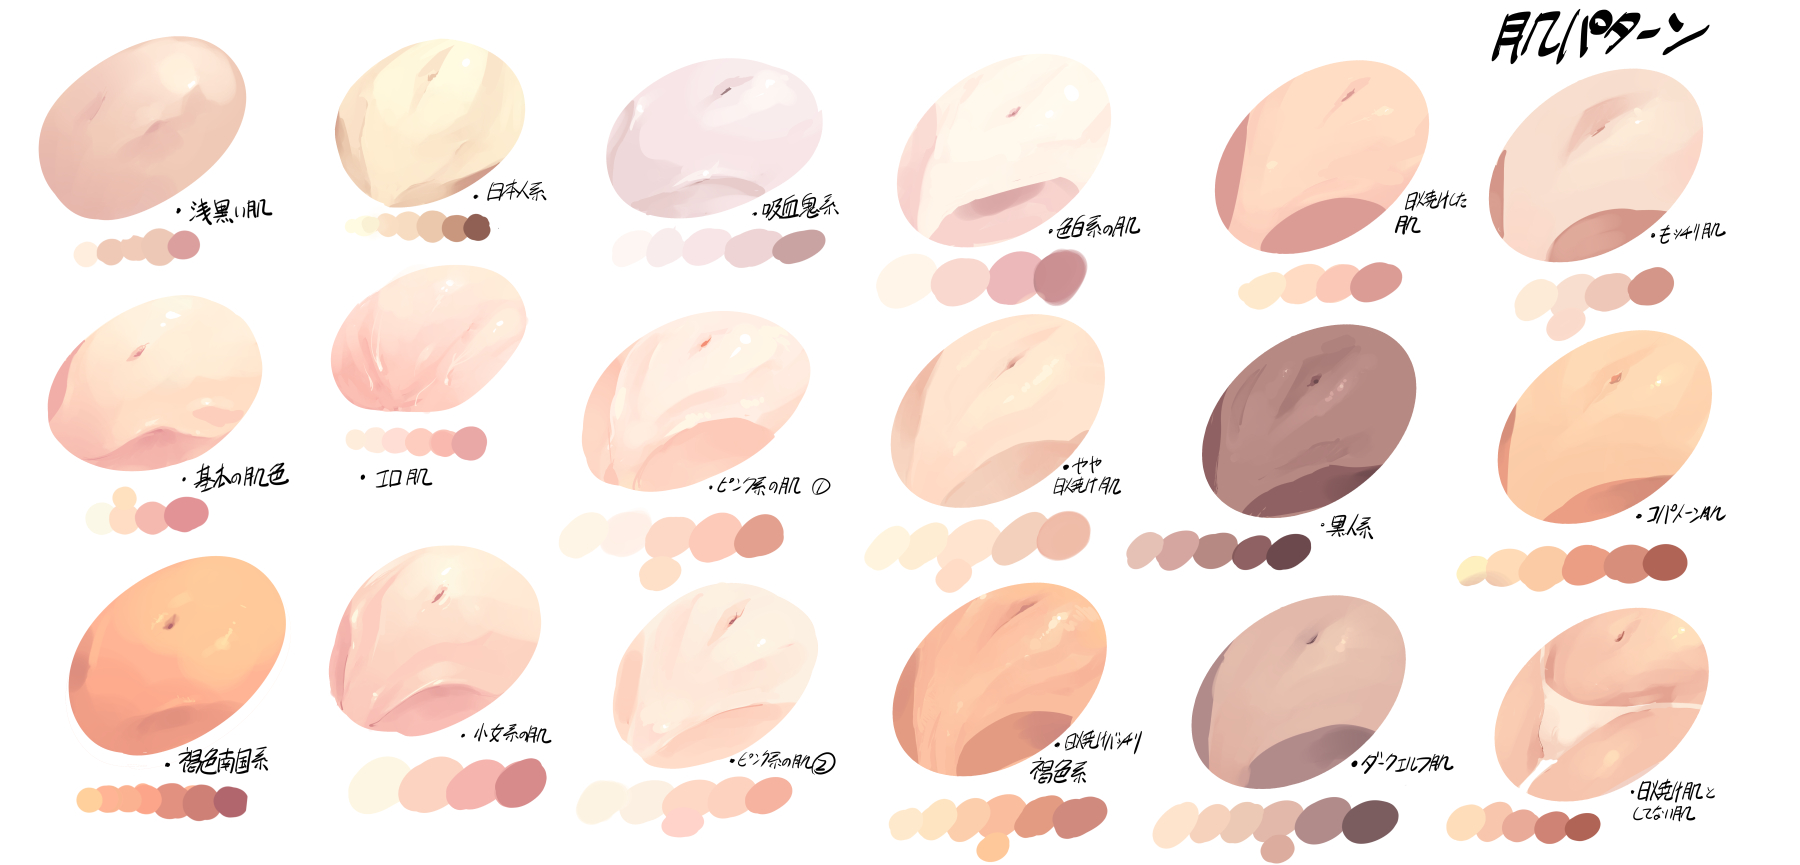 肌パターン
・浅黒い肌
・日本人系
・吸血鬼系
・色白系の肌
日焼けした
肌
・モッチリ肌
・基本の肌色
・エロ肌
・ピンク系の肌①
・やや
日焼け肌
・黒人系
・コパトーン肌
・褐色南国系
・小女系の肌
・ピンク系の肌②
・日焼けバッチリ
褐色系
・ダークエルフ肌
・日焼け肌と
してない肌